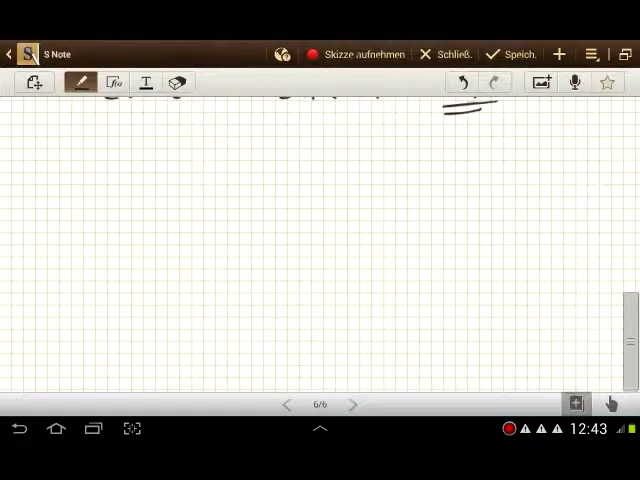 S Note
Skizze aufnehmen
Schließ.
Speich.
f(x)
T
6/6
12:43